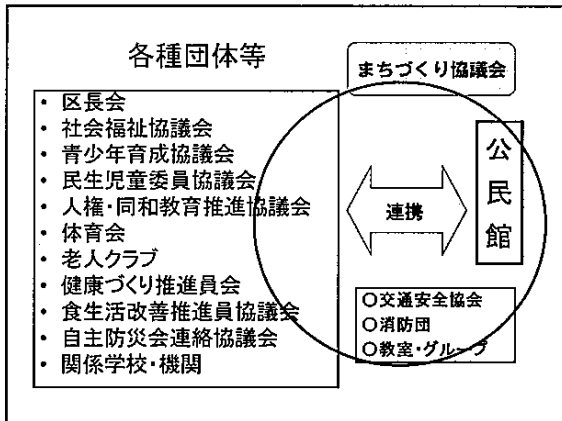 各種団体等
・ 区長会
・ 社会福祉協議会
・ 青少年育成協議会
・ 民生児童委員協議会
・ 人権・同和教育推進協議会
・ 体育会
・ 老人クラブ
・ 健康づくり推進員会
・ 食生活改善推進員協議会
・ 自主防災会連絡協議会
・ 関係学校・機関
まちづくり協議会
連携
公民館
○交通安全協会
○消防団
○教室・グループ